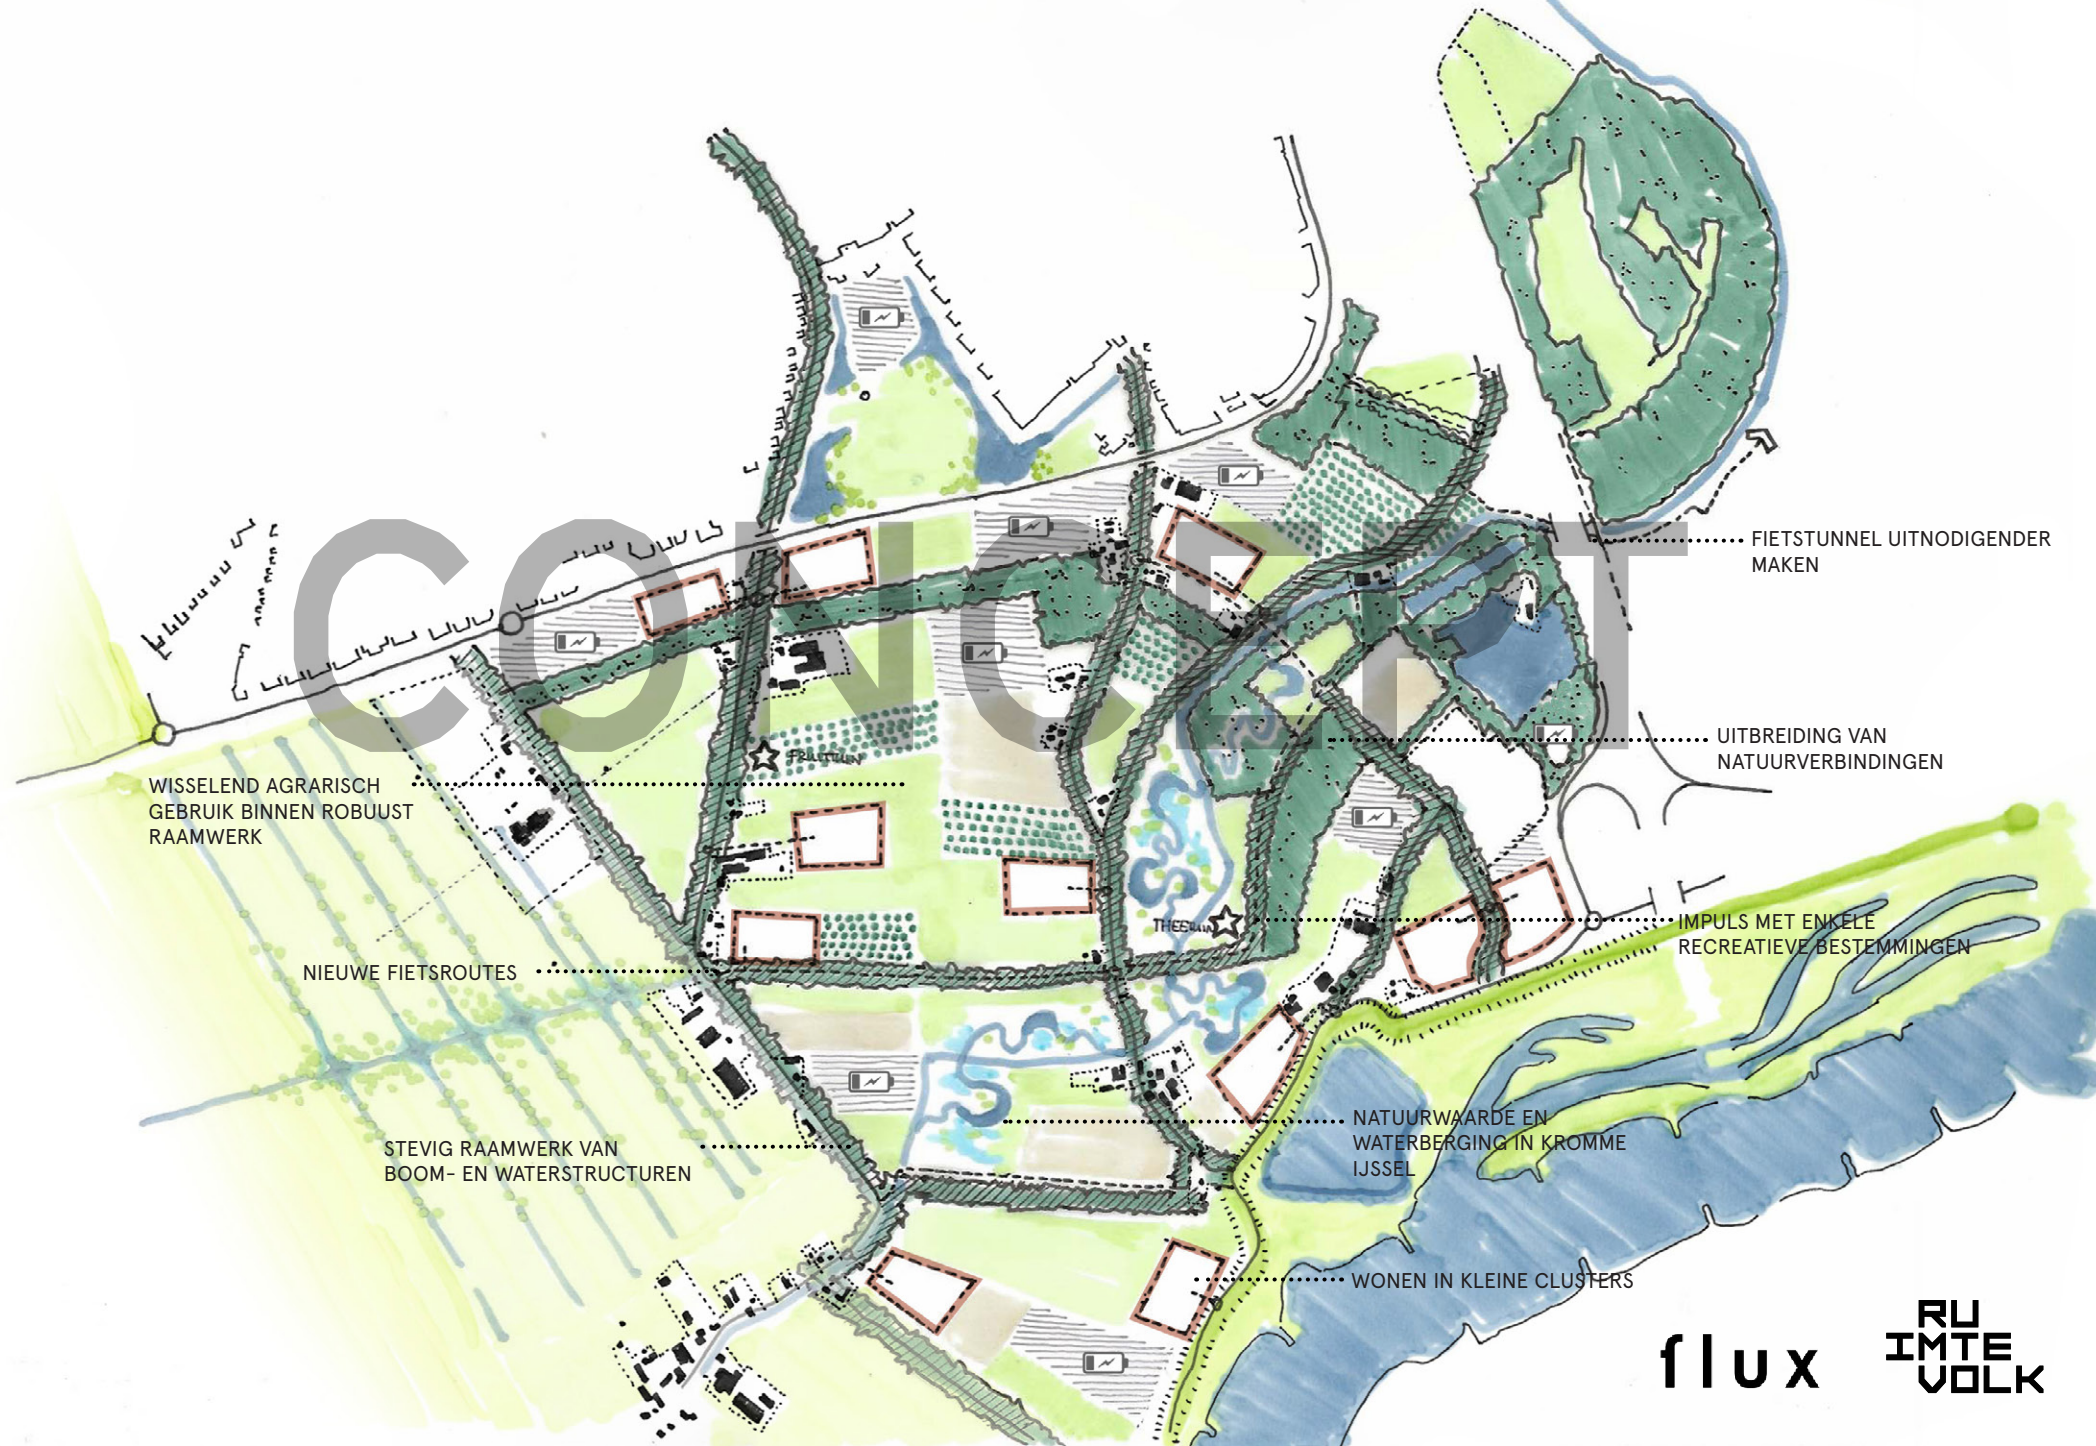 CONCEPT
FIETSTUNNEL UITNODIGENDER
MAKEN
UITBREIDING VAN
NATUURVERBINDINGEN
WISSELEND AGRARISCH
GEBRUIK BINNEN ROBUUST
RAAMWERK
FRUITTUIN
THEETUIN
IMPULS MET ENKELE
RECREATIEVE BESTEMMINGEN
NIEUWE FIETSROUTES
NATUURWAARDE EN
WATERBERGING IN KROMME
IJSSEL
STEVIG RAAMWERK VAN
BOOM- EN WATERSTRUCTUREN
WONEN IN KLEINE CLUSTERS
flux
RU
IMTE
VOLK